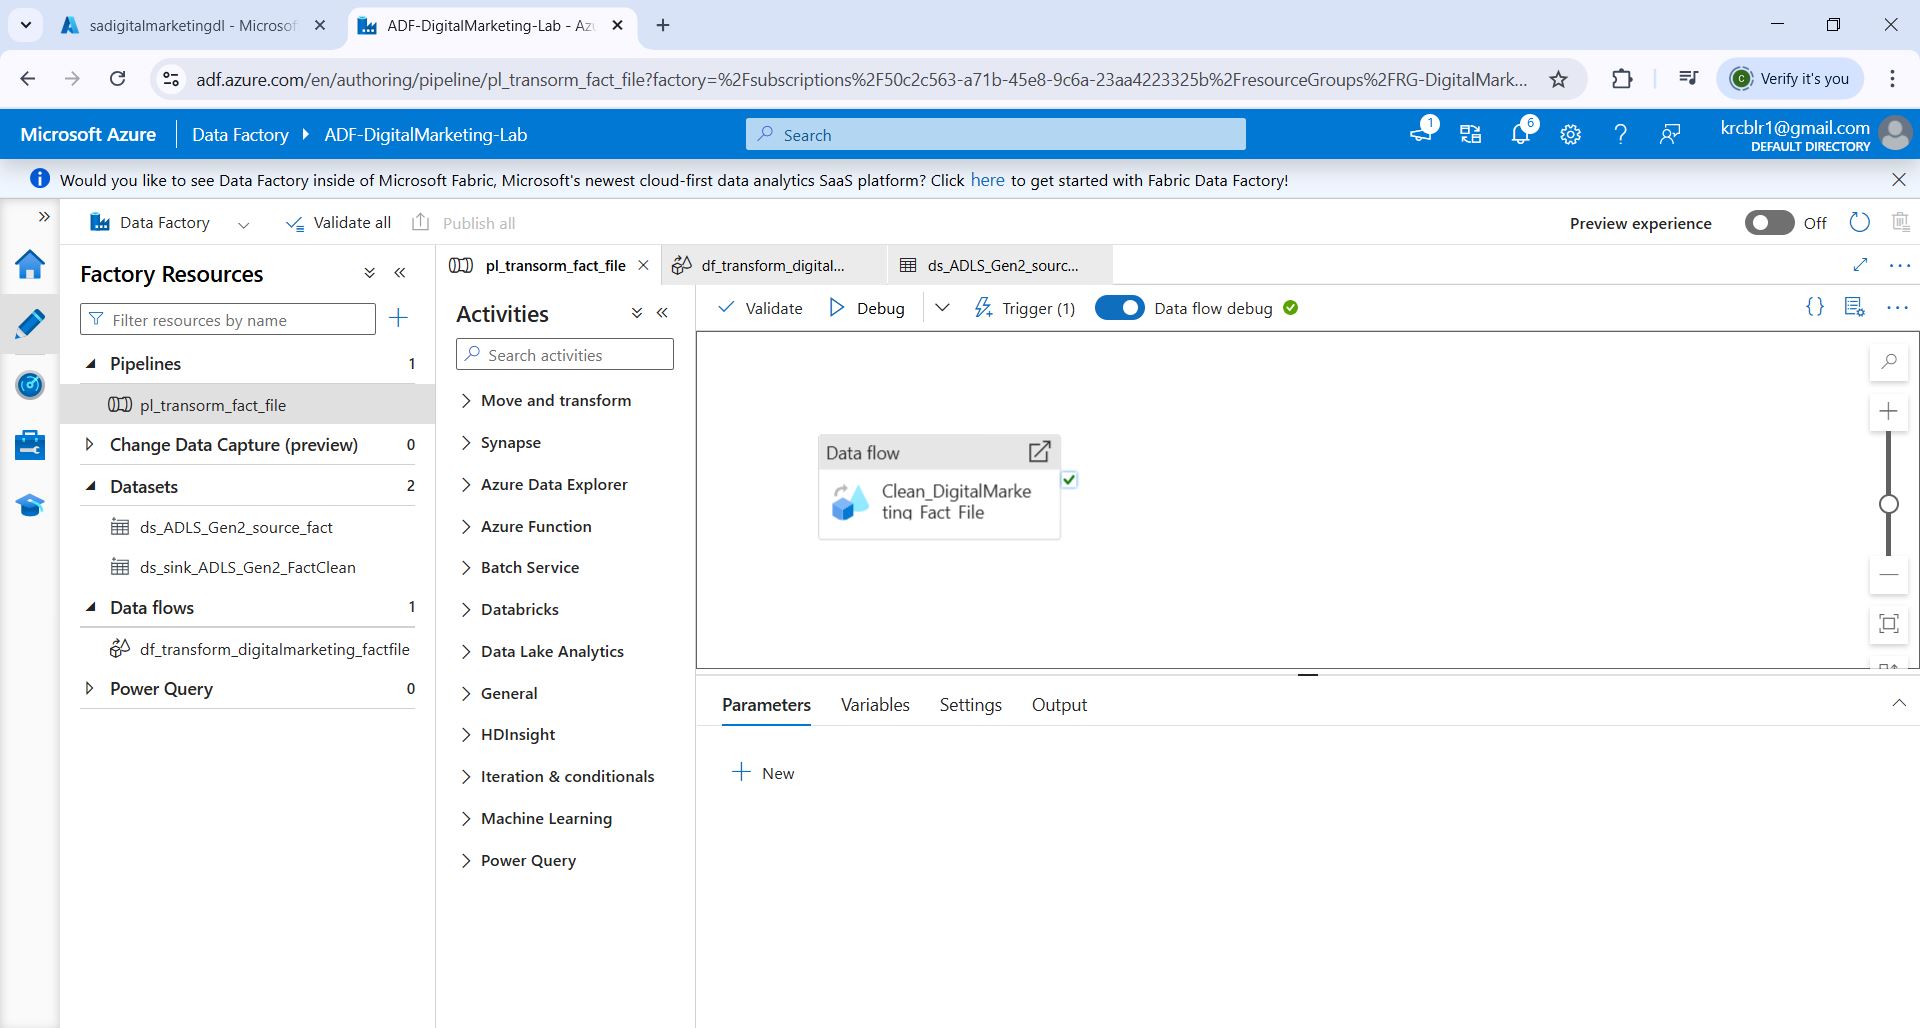 sadigitalmarketingdl - Microsof
ADF-DigitalMarketing-Lab - Az
adf.azure.com/en/authoring/pipeline/pl_transorm_fact_file?factory=%2Fsubscriptions%2F50c2c563-a71b-45e8-9c6a-23aa4223325b%2FresourceGroups%2FRG-DigitalMark...
C
Verify it's you
Microsoft Azure
Data Factory
ADF-DigitalMarketing-Lab
Search
1
6
krcblr1@gmail.com
DEFAULT DIRECTORY
Would you like to see Data Factory inside of Microsoft Fabric, Microsoft's newest cloud-first data analytics SaaS platform? Click here to get started with Fabric Data Factory!
Data Factory
Validate all
Publish all
Preview experience
Off
Factory Resources
Filter resources by name
Pipelines 1
pl_transorm_fact_file
Change Data Capture (preview) 0
Datasets 2
ds_ADLS_Gen2_source_fact
ds_sink_ADLS_Gen2_FactClean
Data flows 1
df_transform_digitalmarketing_factfile
Power Query 0
pl_transorm_fact_file
df_transform_digital...
ds_ADLS_Gen2_sourc...
Activities
Search activities
Move and transform
Synapse
Azure Data Explorer
Azure Function
Batch Service
Databricks
Data Lake Analytics
General
HDInsight
Iteration & conditionals
Machine Learning
Power Query
Validate
Debug
Trigger (1)
Data flow debug
Data flow
Clean_DigitalMarke
ting_Fact_File
Parameters
Variables
Settings
Output
New